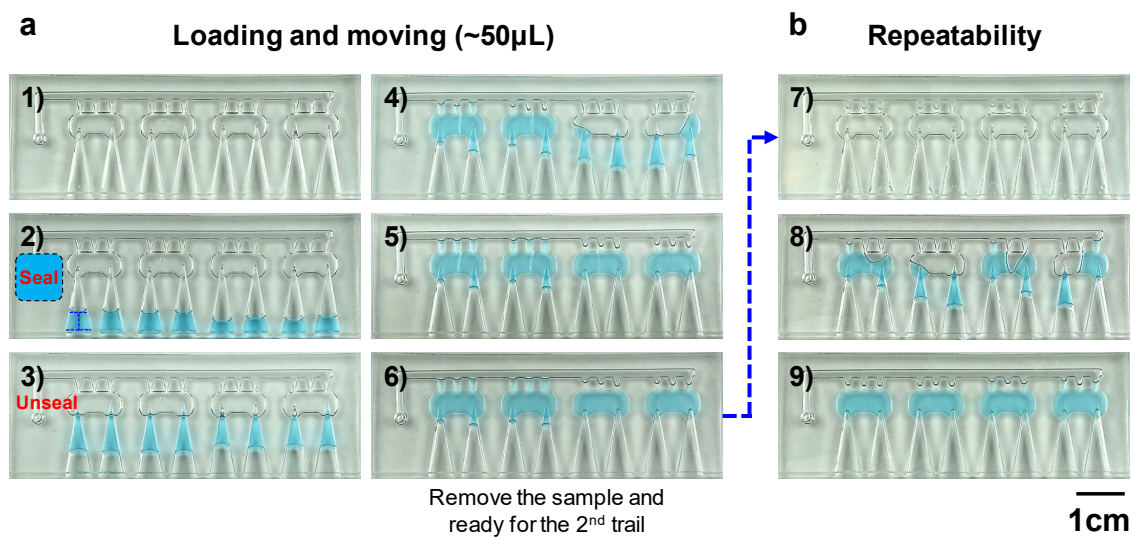 a
Loading and moving (~50µL)
b
Repeatability
1)
4)
7)
2)
Seal
5)
8)
3)
Unseal
6)
9)
Remove the sample and
ready for the 2nd trail
1cm